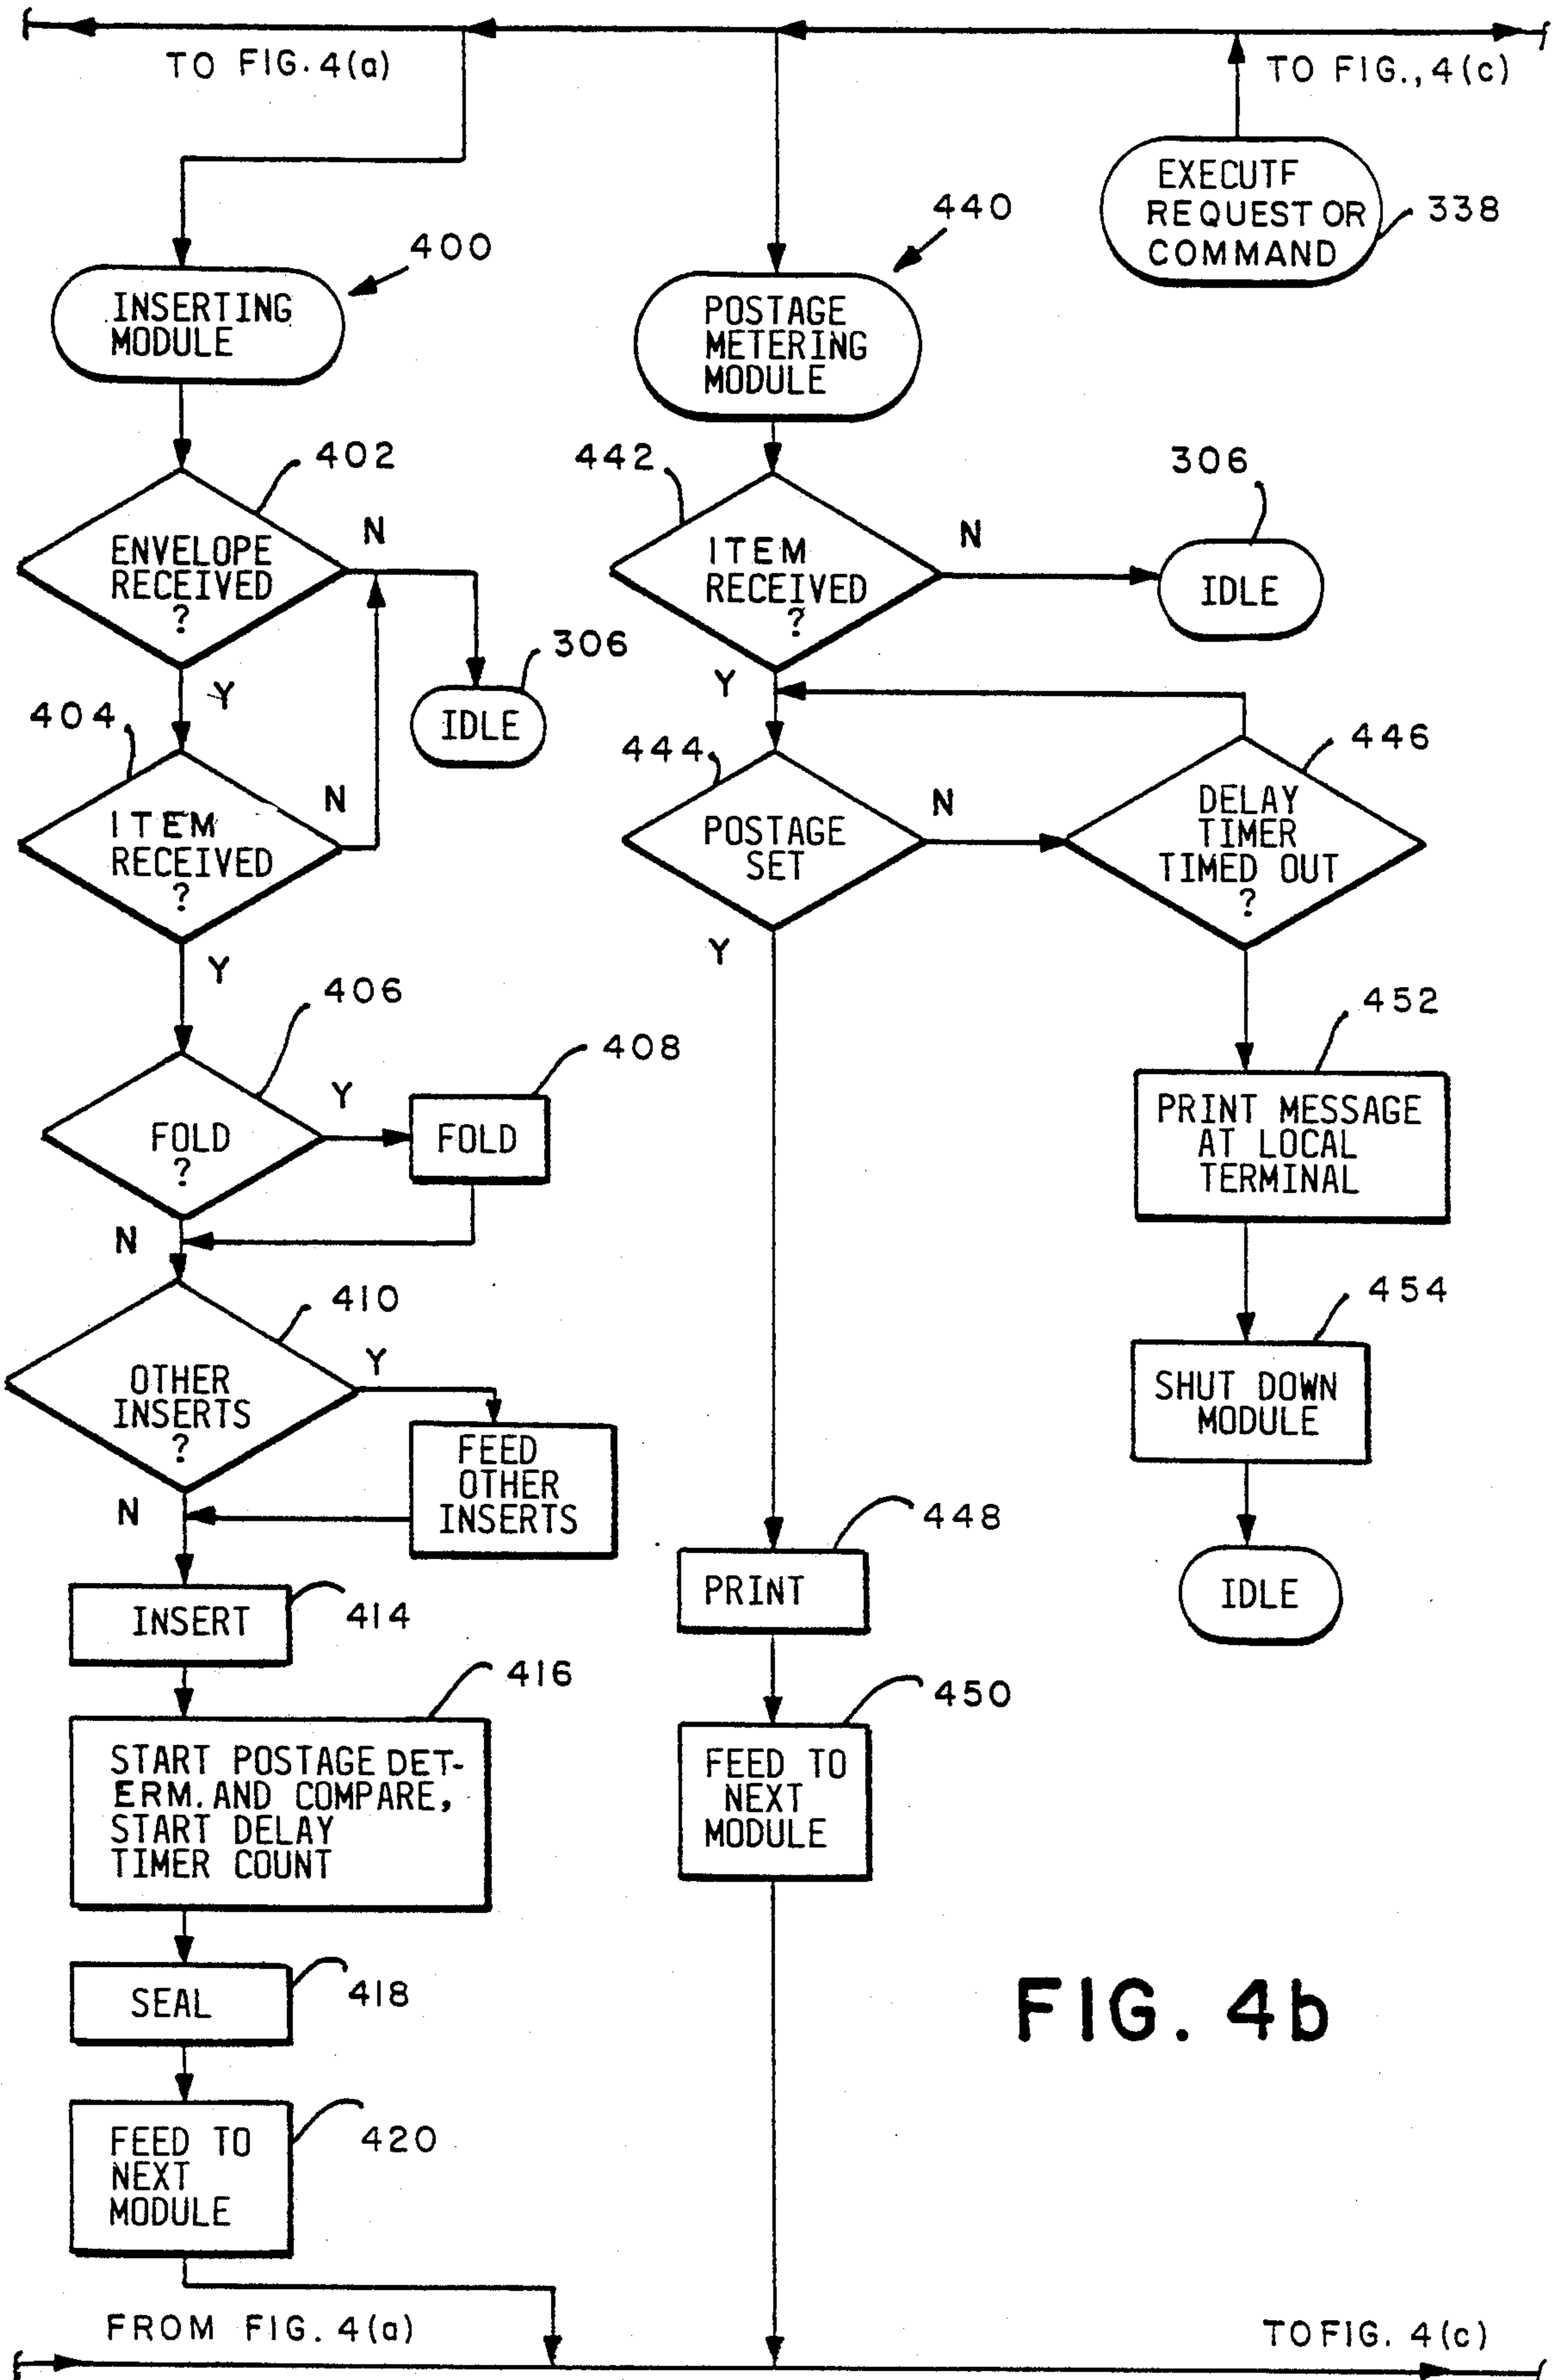 TO FIG. 4(a)
TO FIG., 4(c)
EXECUTF
REQUEST OR
COMMAND
338
400
INSERTING
MODULE
440
POSTAGE
METERING
MODULE
402
ENVELOPE
RECEIVED
?
N
Y
306
IDLE
404
ITEM
RECEIVED
?
N
Y
406
FOLD
?
Y
408
FOLD
N
410
OTHER
INSERTS
?
Y
FEED
OTHER
INSERTS
N
INSERT
414
416
START POSTAGE DET-
ERM. AND COMPARE,
START DELAY
TIMER COUNT
SEAL
418
FEED TO
NEXT
MODULE
420
442
ITEM
RECEIVED
?
N
306
IDLE
Y
444
POSTAGE
SET
N
446
DELAY
TIMER
TIMED OUT
?
Y
452
PRINT MESSAGE
AT LOCAL
TERMINAL
454
SHUT DOWN
MODULE
IDLE
448
PRINT
450
FEED TO
NEXT
MODULE
FIG. 4b
FROM FIG. 4(a)
TO FIG. 4(c)